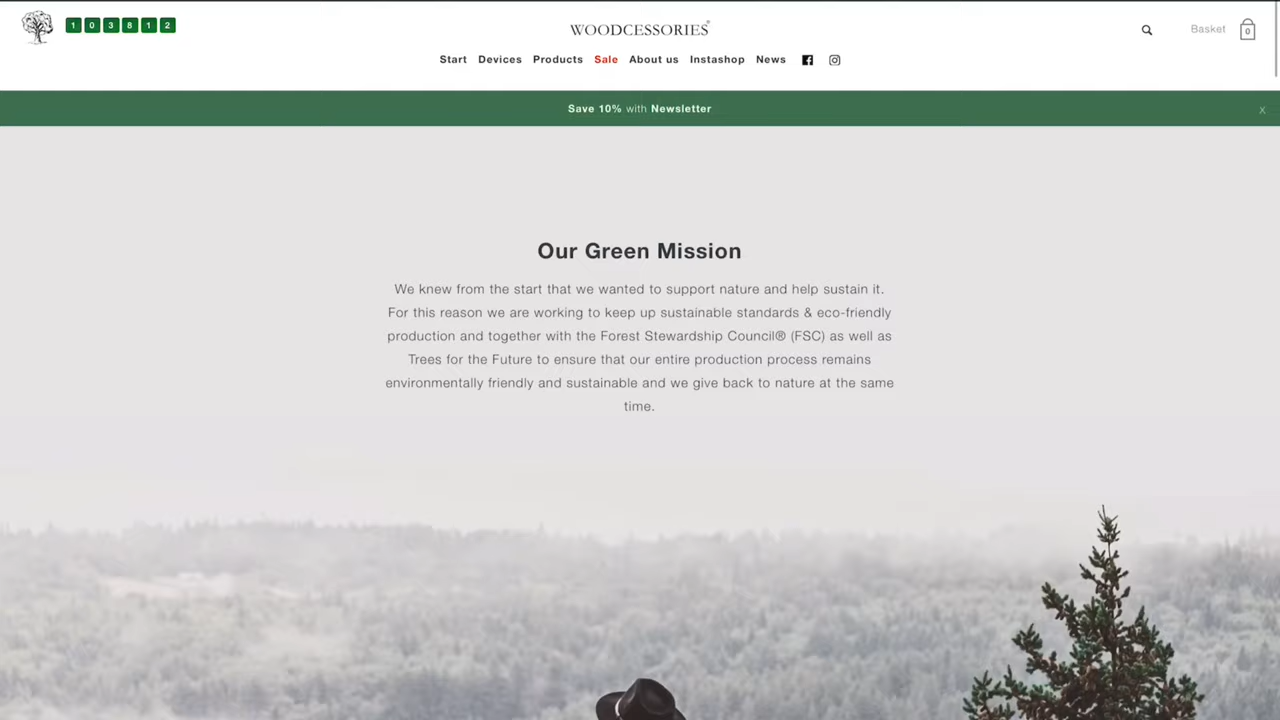 1 0 3 8 1 2
WOODCESSORIES®
Basket 0
Start Devices Products Sale About us Instashop News
Save 10% with Newsletter
x
Our Green Mission
We knew from the start that we wanted to support nature and help sustain it.
For this reason we are working to keep up sustainable standards & eco-friendly
production and together with the Forest Stewardship Council® (FSC) as well as
Trees for the Future to ensure that our entire production process remains
environmentally friendly and sustainable and we give back to nature at the same
time.